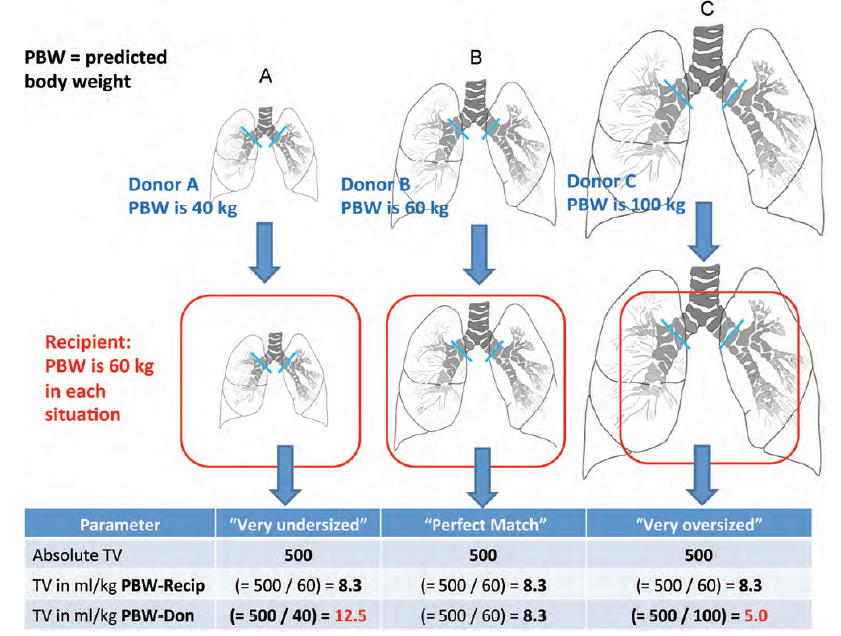 C
PBW = predicted
body weight
A
B
Donor A
PBW is 40 kg
Donor B
PBW is 60 kg
Donor C
PBW is 100 kg
Recipient:
PBW is 60 kg
in each
situation
Parameter "Very undersized" "Perfect Match" "Very oversized"
Absolute TV 500 500 500
TV in ml/kg PBW-Recip (= 500 / 60) = 8.3 (= 500 / 60) = 8.3 (= 500 / 60) = 8.3
TV in ml/kg PBW-Don (= 500 / 40) = 12.5 (= 500 / 60) = 8.3 (= 500 / 100) = 5.0